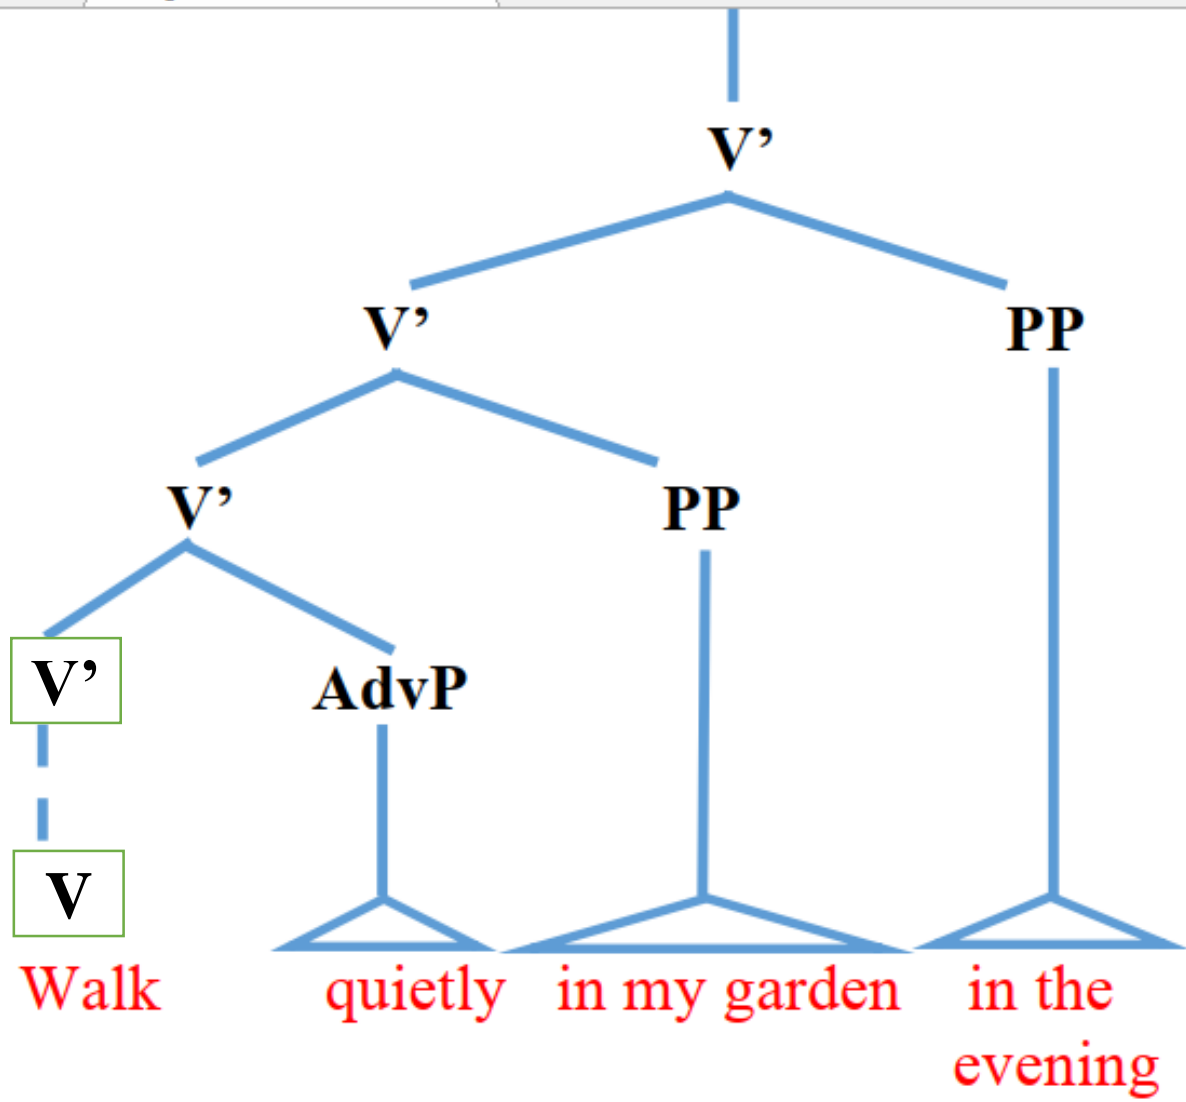 V’
V’ PP
V’ PP
V’ AdvP
V
Walk quietly in my garden in the
evening